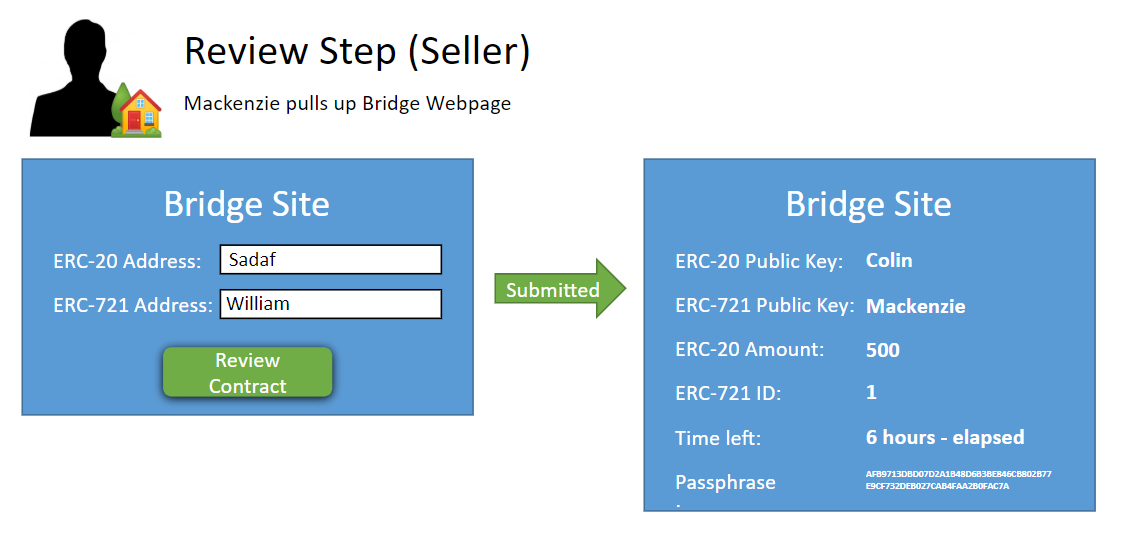 Review Step (Seller)
Mackenzie pulls up Bridge Webpage
Bridge Site
ERC-20 Address: Sadaf
ERC-721 Address: William
Review
Contract
Submitted
Bridge Site
ERC-20 Public Key: Colin
ERC-721 Public Key: Mackenzie
ERC-20 Amount: 500
ERC-721 ID: 1
Time left: 6 hours - elapsed
Passphrase
AFB9713DBD07D2A1B48D6B3BE846CB802B77
E9CF732DEB027CAB4FAA2B0FAC7A